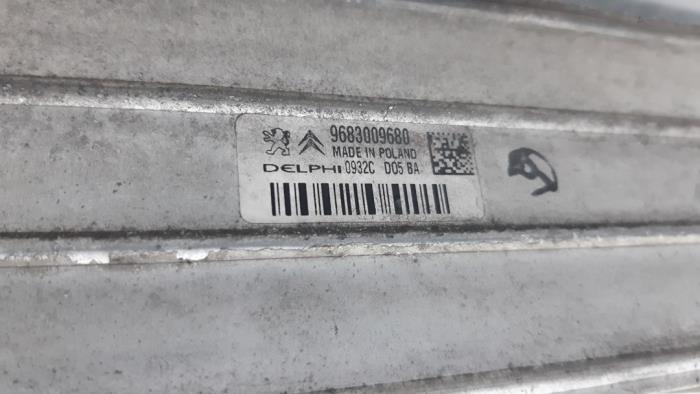 9683009680
MADE IN POLAND
DELPHI 0932C D05 BA